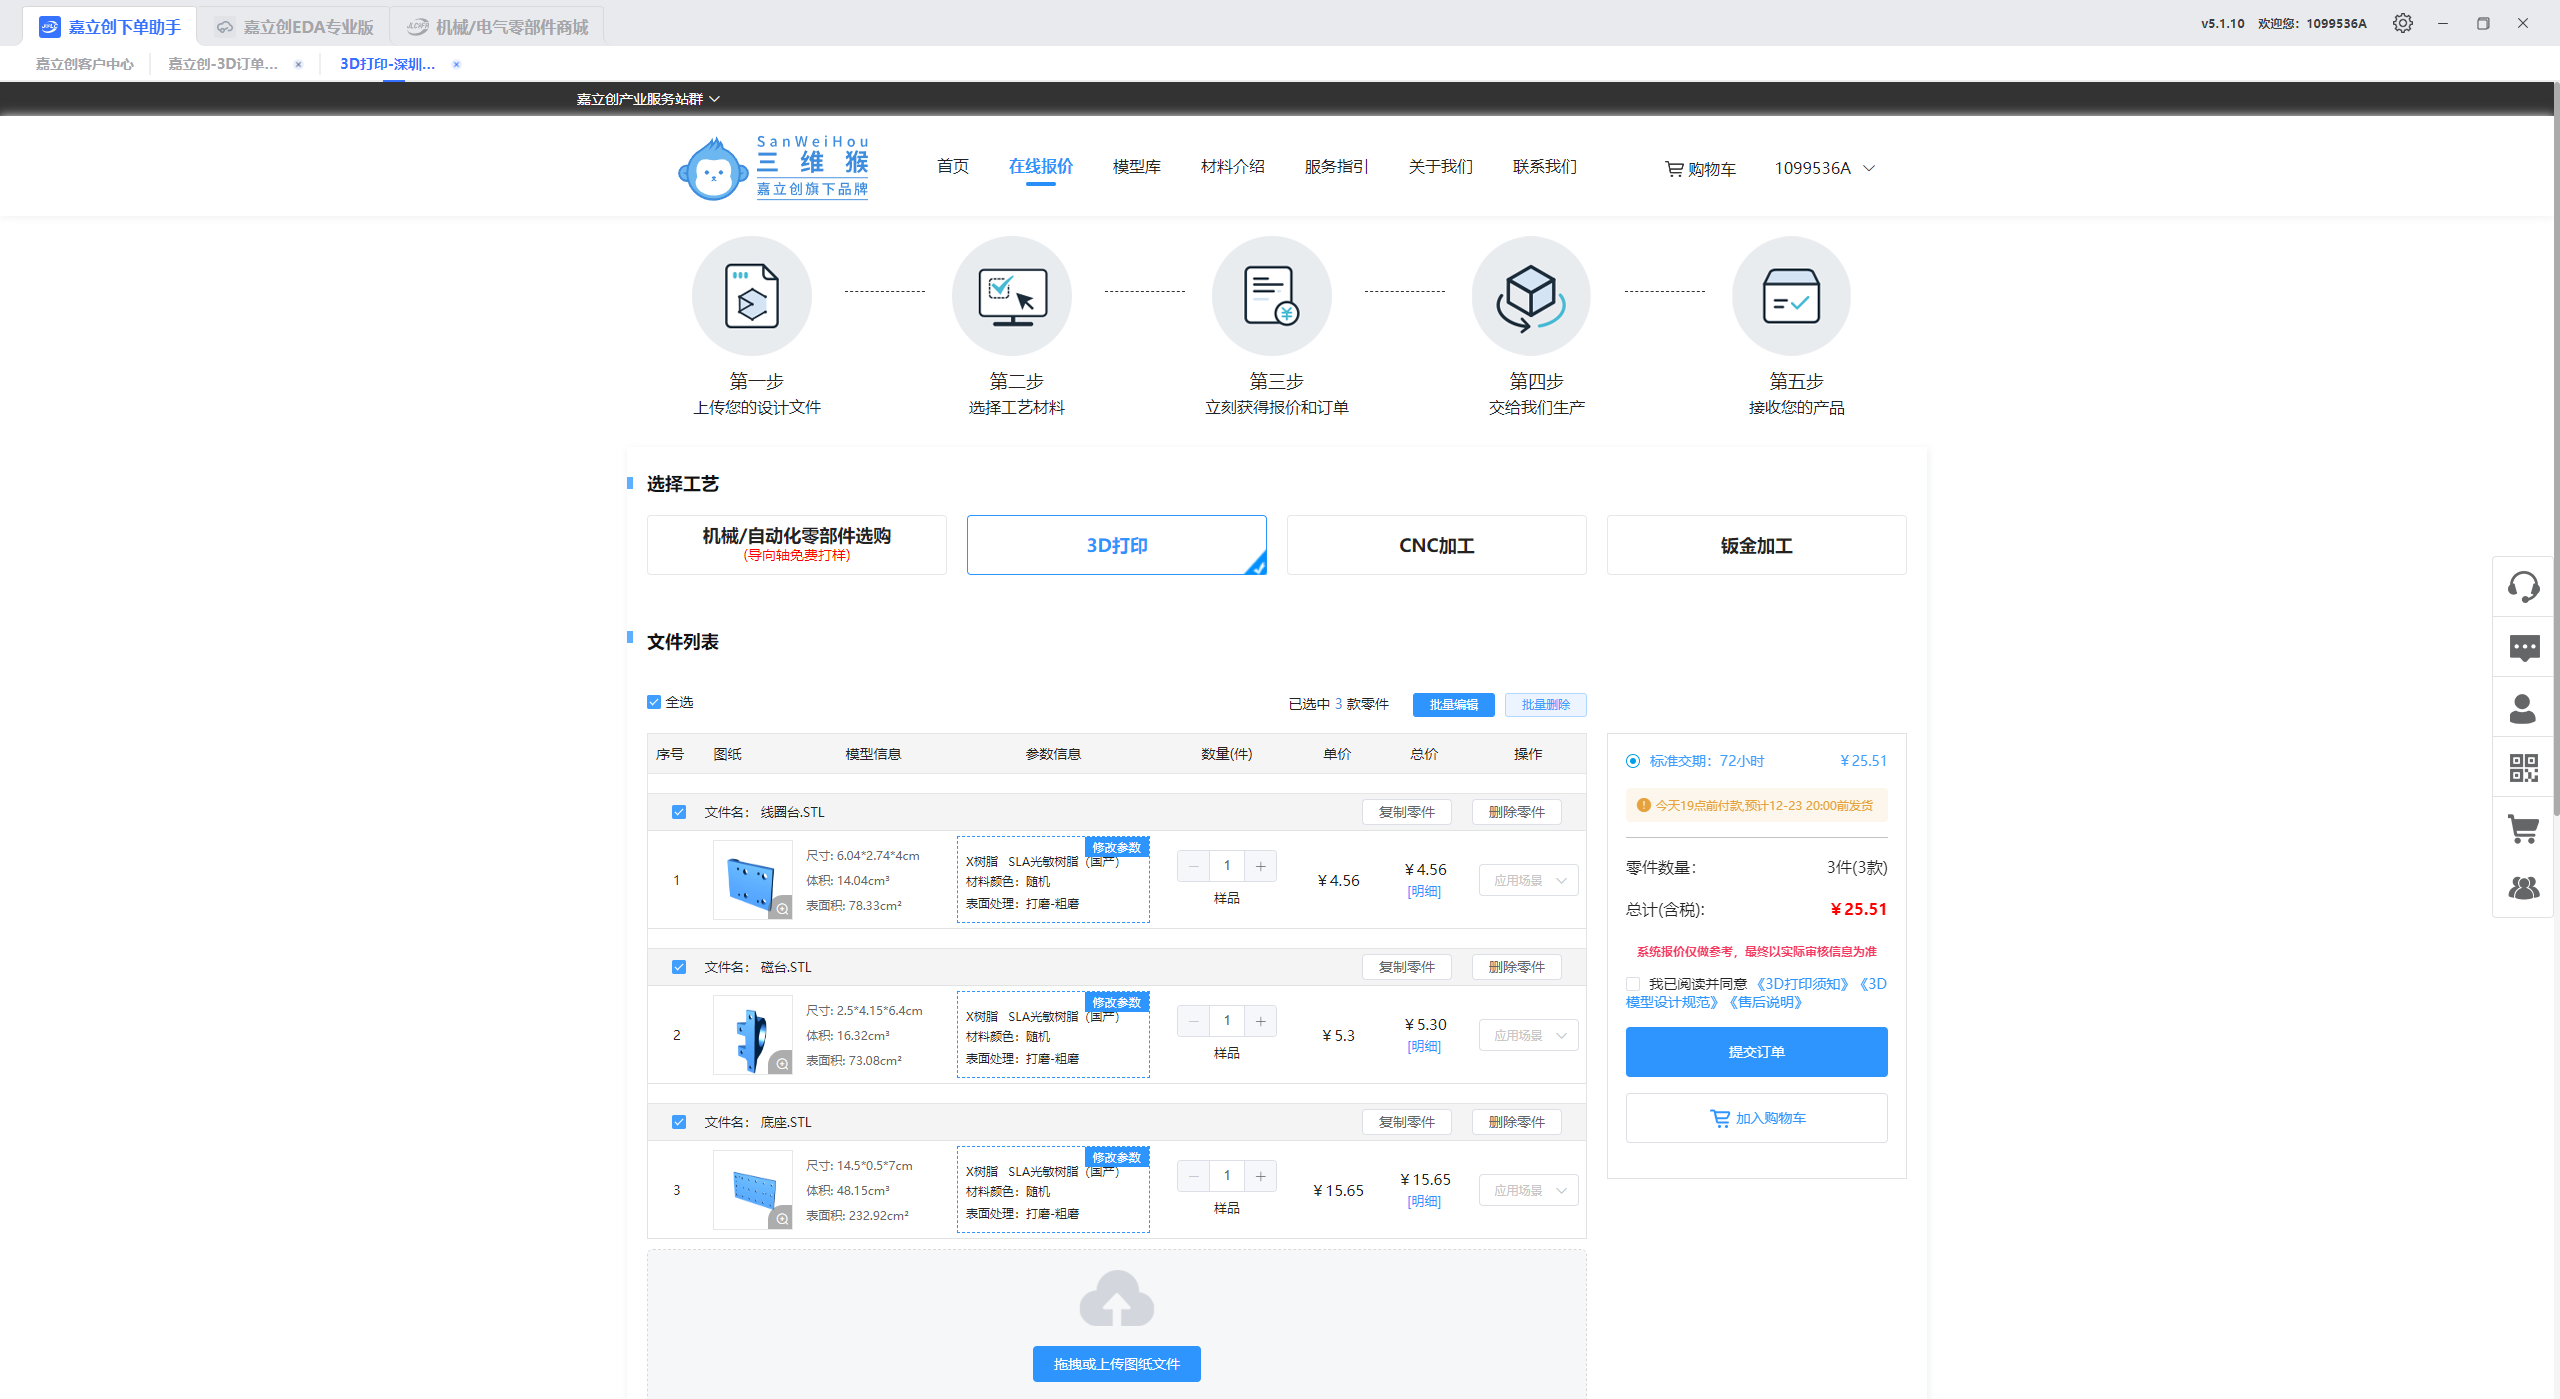 嘉立创下单助手
嘉立创EDA专业版
机械/电气零部件商城
v5.1.10 欢迎您：1099536A
嘉立创客户中心
嘉立创-3D订单...
3D打印-深圳...
嘉立创产业服务站群
SanWeiHou
三维猴
嘉立创旗下品牌
首页
在线报价
模型库
材料介绍
服务指引
关于我们
联系我们
购物车
1099536A
第一步
上传您的设计文件
第二步
选择工艺材料
第三步
立刻获得报价和订单
第四步
交给我们生产
第五步
接收您的产品
选择工艺
机械/自动化零部件选购
(导向轴免费打样)
3D打印
CNC加工
钣金加工
文件列表
全选
已选中 3 款零件
批量编辑
批量删除
序号 图纸 模型信息 参数信息 数量(件) 单价 总价 操作
文件名： 线圈台.STL
复制零件
删除零件
1
尺寸: 6.04*2.74*4cm
体积: 14.04cm³
表面积: 78.33cm²
修改参数
X树脂 SLA光敏树脂（国产）
材料颜色：随机
表面处理：打磨-粗磨
1
样品
￥4.56
￥4.56
[明细]
应用场景
文件名： 磁台.STL
复制零件
删除零件
2
尺寸: 2.5*4.15*6.4cm
体积: 16.32cm³
表面积: 73.08cm²
修改参数
X树脂 SLA光敏树脂（国产）
材料颜色：随机
表面处理：打磨-粗磨
1
样品
￥5.3
￥5.30
[明细]
应用场景
文件名： 底座.STL
复制零件
删除零件
3
尺寸: 14.5*0.5*7cm
体积: 48.15cm³
表面积: 232.92cm²
修改参数
X树脂 SLA光敏树脂（国产）
材料颜色：随机
表面处理：打磨-粗磨
1
样品
￥15.65
￥15.65
[明细]
应用场景
拖拽或上传图纸文件
标准交期：72小时 ￥25.51
今天19点前付款,预计12-23 20:00前发货
零件数量： 3件(3款)
总计(含税): ￥25.51
系统报价仅做参考，最终以实际审核信息为准
我已阅读并同意《3D打印须知》《3D
模型设计规范》《售后说明》
提交订单
加入购物车